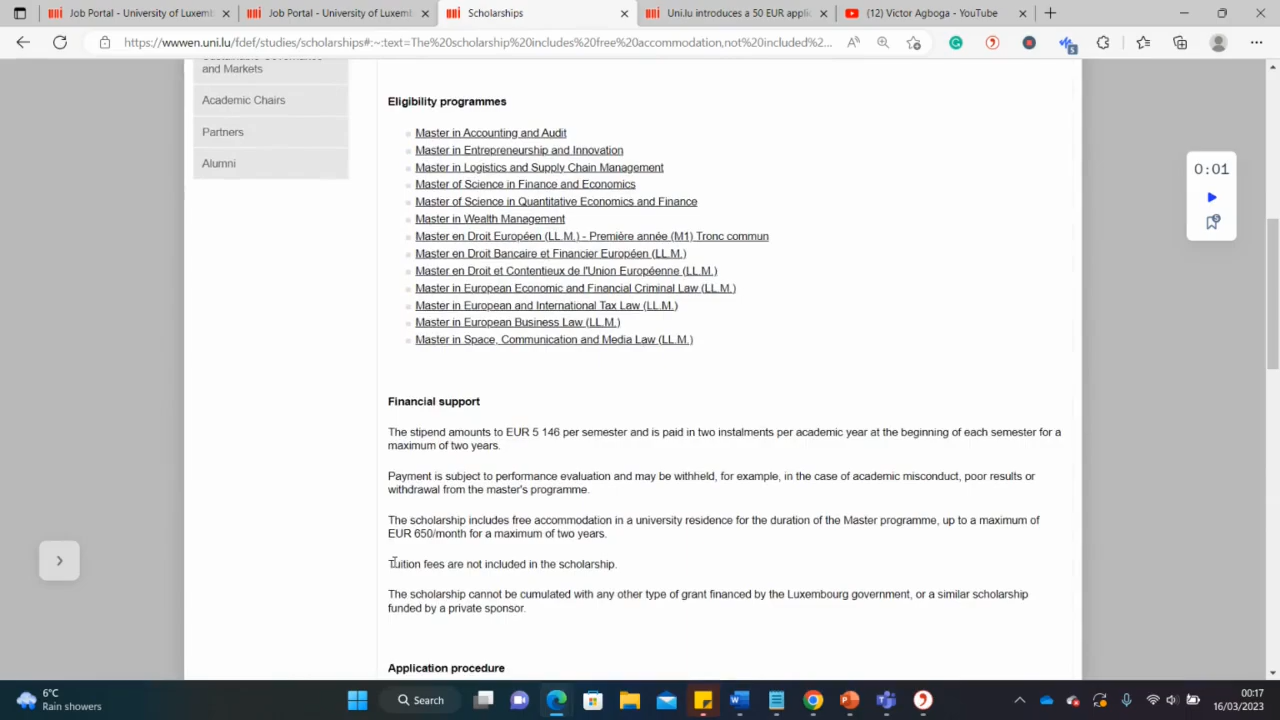 Job Portal - University of Luxemb
Job Portal - University of Luxemb
Scholarships
Uni.lu introduces a 50 EUR appli
(12) Victor Agboga - YouTube
https://wwwen.uni.lu/fdef/studies/scholarships#:~:text=The%20scholarship%20includes%20free%20accommodation,not%20included%2...
Sustainable Governance
and Markets
Academic Chairs
Partners
Alumni
Eligibility programmes
Master in Accounting and Audit
Master in Entrepreneurship and Innovation
Master in Logistics and Supply Chain Management
Master of Science in Finance and Economics
Master of Science in Quantitative Economics and Finance
Master in Wealth Management
Master en Droit Européen (LL.M.) - Première année (M1) Tronc commun
Master en Droit Bancaire et Financier Européen (LL.M.)
Master en Droit et Contentieux de l'Union Européenne (LL.M.)
Master in European Economic and Financial Criminal Law (LL.M.)
Master in European and International Tax Law (LL.M.)
Master in European Business Law (LL.M.)
Master in Space, Communication and Media Law (LL.M.)
0:01
Financial support
The stipend amounts to EUR 5 146 per semester and is paid in two instalments per academic year at the beginning of each semester for a
maximum of two years.
Payment is subject to performance evaluation and may be withheld, for example, in the case of academic misconduct, poor results or
withdrawal from the master's programme.
The scholarship includes free accommodation in a university residence for the duration of the Master programme, up to a maximum of
EUR 650/month for a maximum of two years.
Tuition fees are not included in the scholarship.
The scholarship cannot be cumulated with any other type of grant financed by the Luxembourg government, or a similar scholarship
funded by a private sponsor.
Application procedure
6°C
Rain showers
Search
00:17
16/03/2023